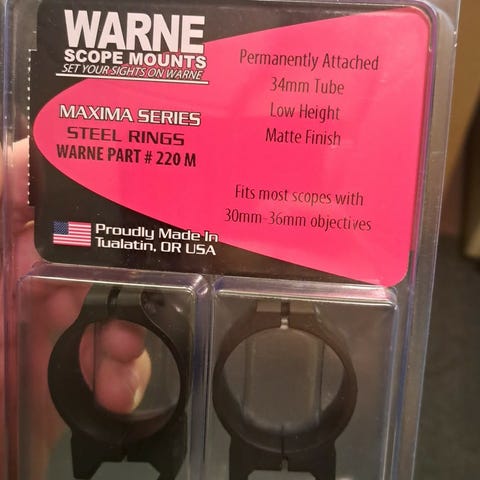 WARNE
SCOPE MOUNTS
SET YOUR SIGHTS ON WARNE
MAXIMA SERIES
STEEL RINGS
WARNE PART # 220 M
Proudly Made In
Tualatin, OR USA
Permanently Attached
34mm Tube
Low Height
Matte Finish
Fits most scopes with
30mm-36mm objectives